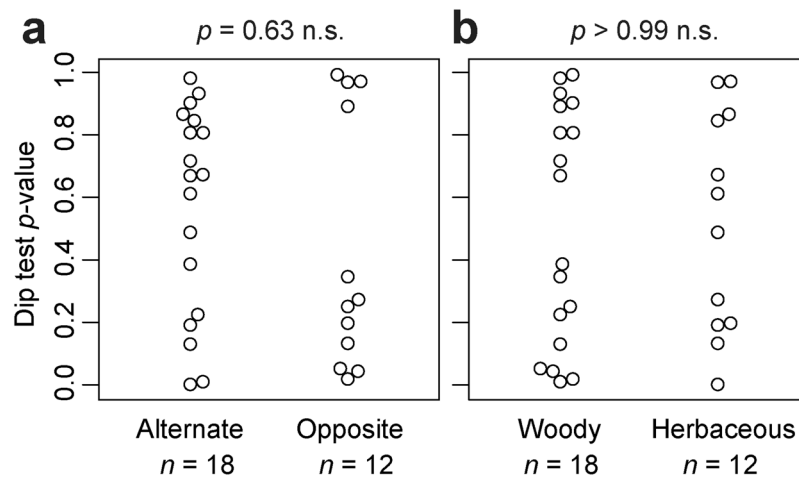 a
p = 0.63 n.s.
b
p > 0.99 n.s.
Dip test p-value
1.0
0.8
0.6
0.4
0.2
0.0
Alternate Opposite
n = 18 n = 12
Woody Herbaceous
n = 18 n = 12